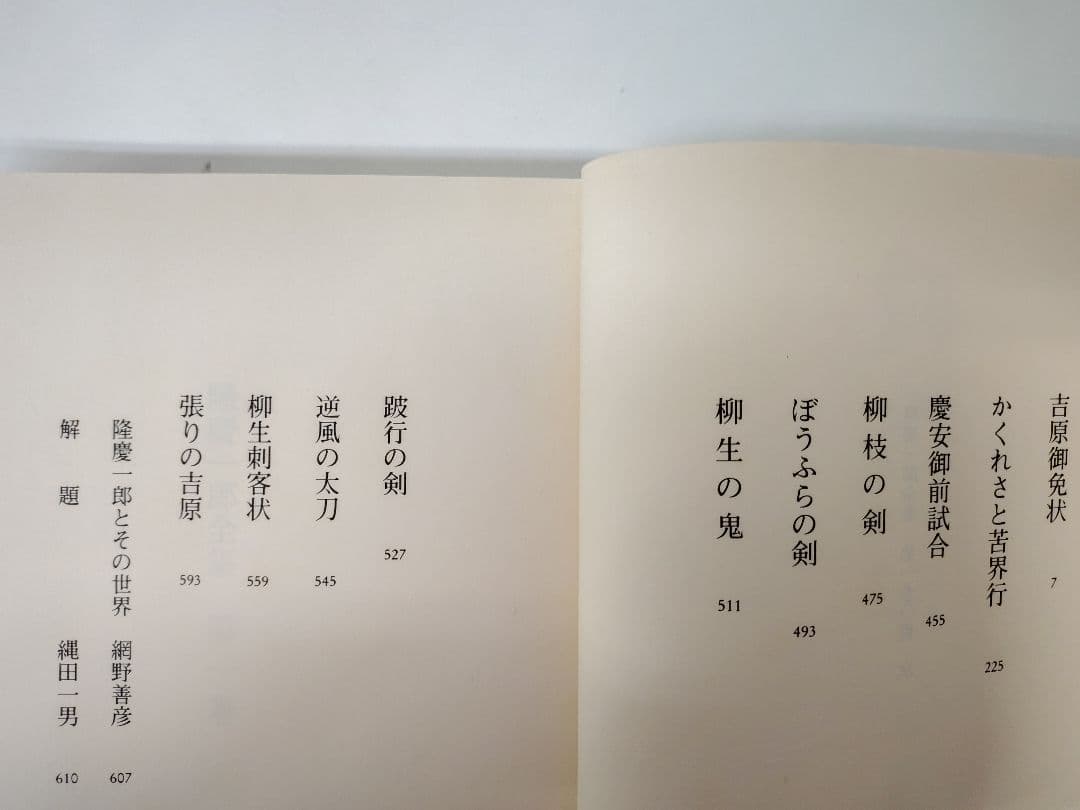 吉原御免状 7
かくれさと苦界行 225
慶安御前試合 455
柳枝の剣 475
ぼうふらの剣 493
柳生の鬼 511
跛行の剣 527
逆風の太刀 545
柳生刺客状 559
張りの吉原 593
隆慶一郎とその世界 網野善彦 607
解題 縄田一男 610